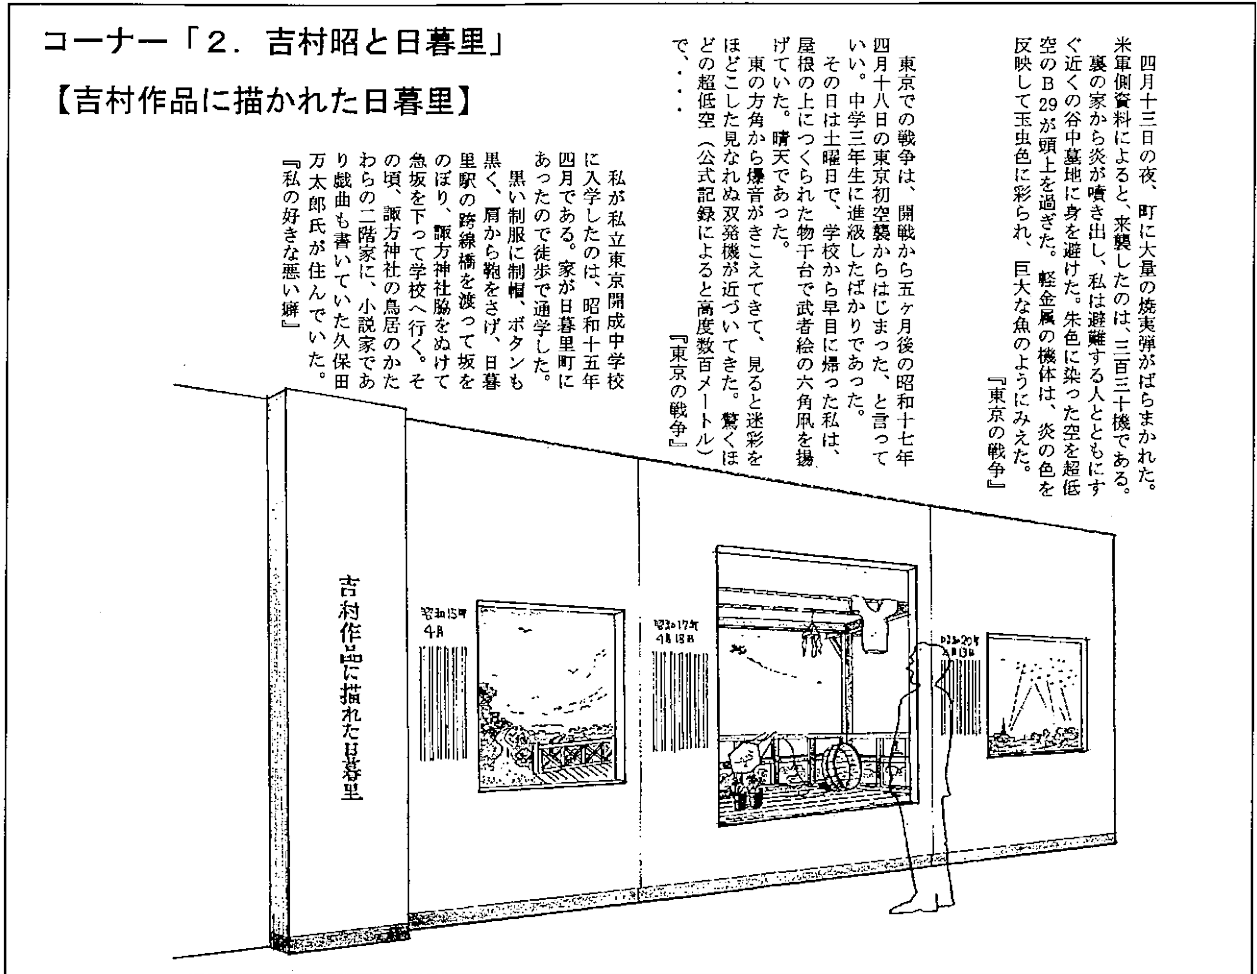 コーナー「２．吉村昭と日暮里」
【吉村作品に描かれた日暮里】
四月十三日の夜、町に大量の焼夷弾がばらまかれた。
米軍側資料によると、来襲したのは、三百三十機である。
裏の家から炎が噴き出し、私は避難する人とともにす
ぐ近くの谷中墓地に身を避けた。朱色に染った空を超低
空のＢ29が頭上を過ぎた。軽金属の機体は、炎の色を
反映して玉虫色に彩られ、巨大な魚のようにみえた。
『東京の戦争』
東京での戦争は、開戦から五ヶ月後の昭和十七年
四月十八日の東京初空襲からはじまった、と言って
いい。中学三年生に進級したばかりであった。
その日は土曜日で、学校から早目に帰った私は、
屋根の上につくられた物干台で武者絵の六角凧を揚
げていた。晴天であった。
東の方角から爆音がきこえてきて、見ると迷彩を
ほどこした見なれぬ双発機が近づいてきた。驚くほ
どの超低空（公式記録によると高度数百メートル）
で、・・・
『東京の戦争』
私が私立東京開成中学校
に入学したのは、昭和十五年
四月である。家が日暮里町に
あったので徒歩で通学した。
黒い制服に制帽、ボタンも
黒く、肩から鞄をさげ、日暮
里駅の跨線橋を渡って坂を
のぼり、諏方神社脇をぬけて
急坂を下って学校へ行く。そ
の頃、諏方神社の鳥居のかた
わらの二階家に、小説家であ
り戯曲も書いていた久保田
万太郎氏が住んでいた。
『私の好きな悪い癖』
吉村作品に描れた日暮里
昭和15年
4月
昭和17年
4月18日
昭和20年
4月13日